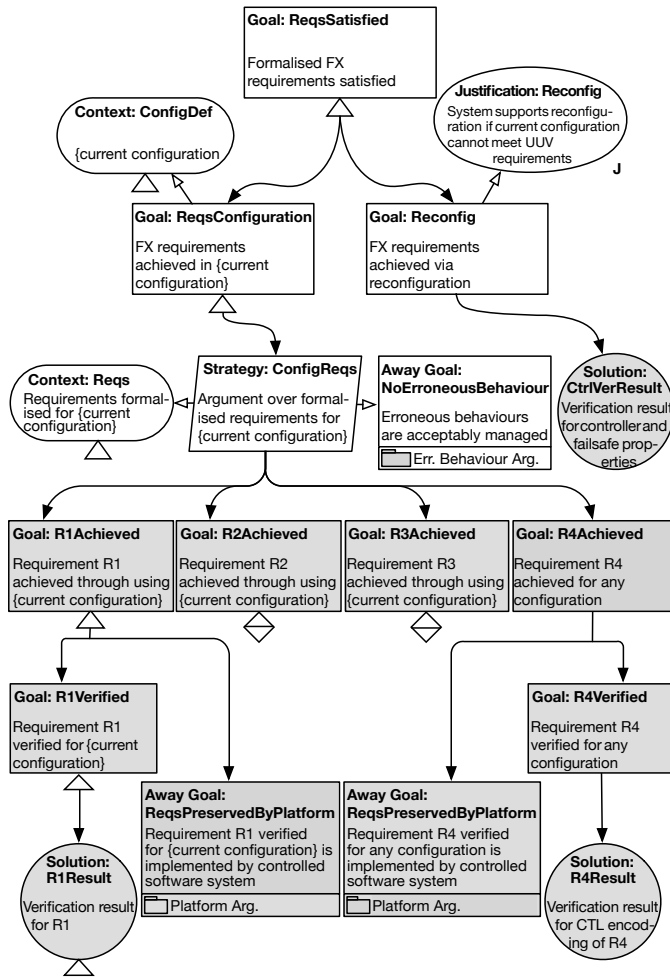 Goal: ReqsSatisfied
Formalised FX
requirements satisfied
Context: ConfigDef
{current configuration
Justification: Reconfig
System supports reconfigu-
ration if current configuration
cannot meet UUV
requirements
J
Goal: ReqsConfiguration
FX requirements
achieved in {current
configuration}
Goal: Reconfig
FX requirements
achieved via
reconfiguration
Context: Reqs
Requirements formal-
ised for {current
configuration}
Strategy: ConfigReqs
Argument over formal-
ised requirements for
{current configuration}
Away Goal:
NoErroneousBehaviour
Erroneous behaviours
are acceptably managed
Err. Behaviour Arg.
Solution:
CtrlVerResult
Verification result
for controller and
failsafe prop-
erties
Goal: R1Achieved
Requirement R1
achieved through using
{current configuration}
Goal: R2Achieved
Requirement R2
achieved through using
{current configuration}
Goal: R3Achieved
Requirement R3
achieved through using
{current configuration}
Goal: R4Achieved
Requirement R4
achieved for any
configuration
Goal: R1Verified
Requirement R1
verified for {current
configuration}
Goal: R4Verified
Requirement R4
verified for any
configuration
Away Goal:
ReqsPreservedByPlatform
Requirement R1 verified
for {current configuration} is
implemented by controlled
software system
Platform Arg.
Away Goal:
ReqsPreservedByPlatform
Requirement R4 verified
for any configuration is
implemented by controlled
software system
Platform Arg.
Solution:
R1Result
Verification result
for R1
Solution:
R4Result
Verification result
for CTL encod-
ing of R4